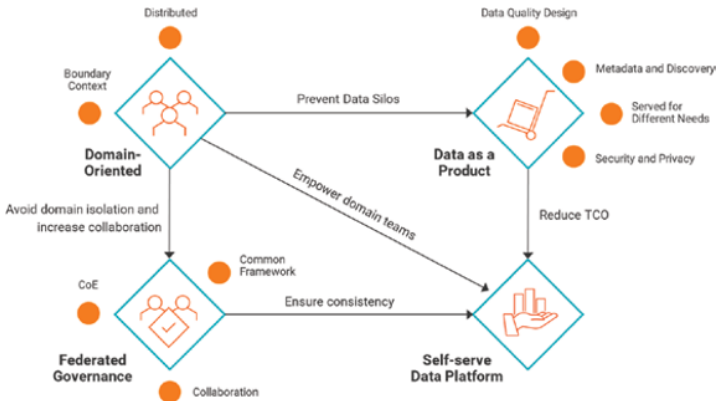 Distributed
Data Quality Design
Boundary
Context
Metadata and Discovery
Prevent Data Silos
Served for
Different Needs
Domain-
Oriented
Data as a
Product
Security and Privacy
Empower domain teams
Avoid domain isolation and
increase collaboration
Reduce TCO
Common
Framework
CoE
Ensure consistency
Federated
Governance
Self-serve
Data Platform
Collaboration